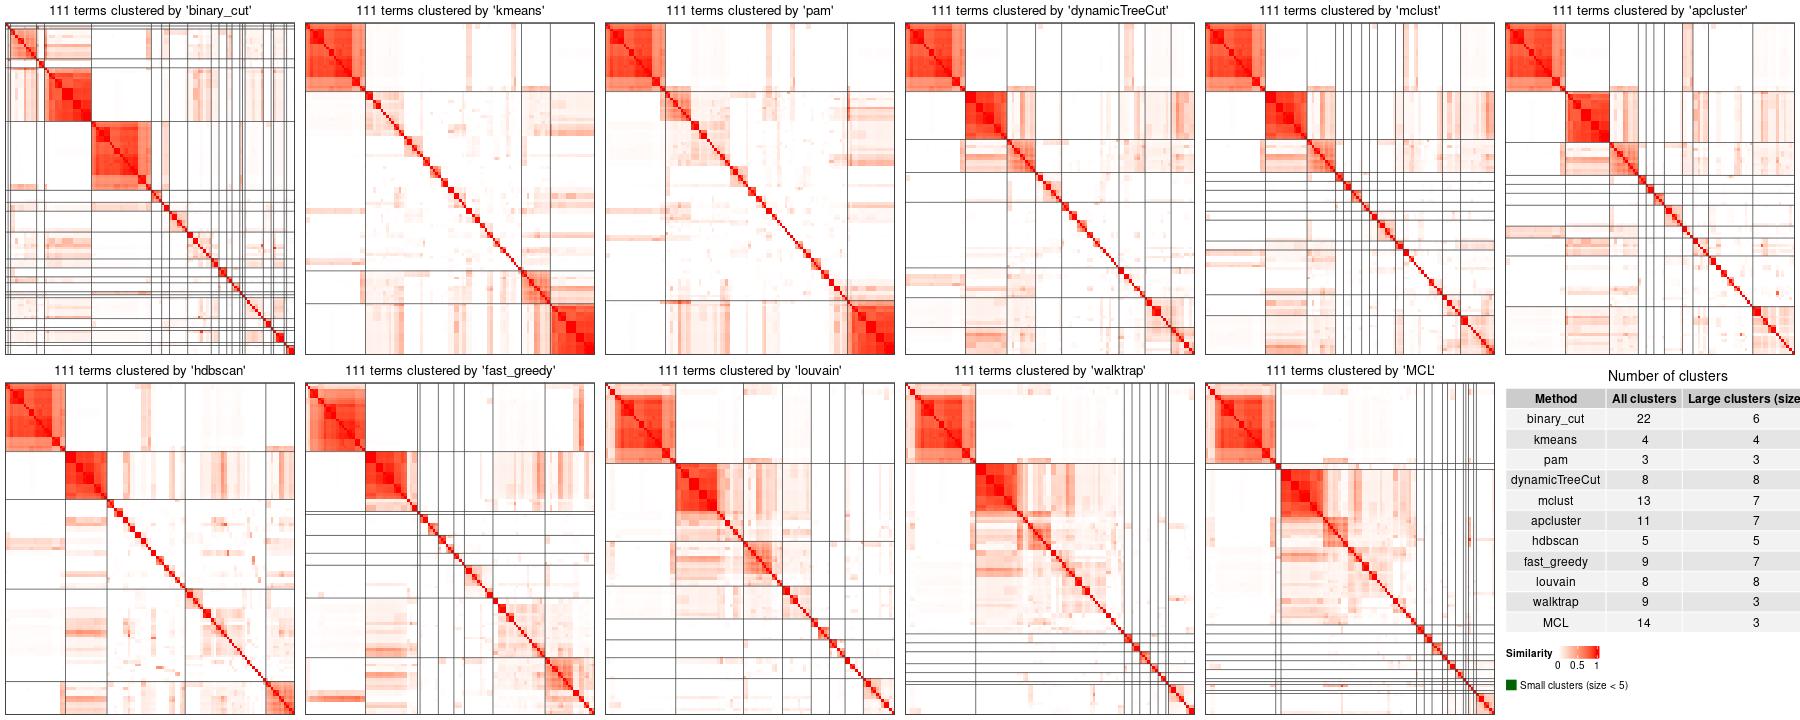 111 terms clustered by 'binary_cut'
111 terms clustered by 'kmeans'
111 terms clustered by 'pam'
111 terms clustered by 'dynamicTreeCut'
111 terms clustered by 'mclust'
111 terms clustered by 'apcluster'
111 terms clustered by 'hdbscan'
111 terms clustered by 'fast_greedy'
111 terms clustered by 'louvain'
111 terms clustered by 'walktrap'
111 terms clustered by 'MCL'
Number of clusters
Method All clusters Large clusters (size
binary_cut 22 6
kmeans 4 4
pam 3 3
dynamicTreeCut 8 8
mclust 13 7
apcluster 11 7
hdbscan 5 5
fast_greedy 9 7
louvain 8 8
walktrap 9 3
MCL 14 3
Similarity
0 0.5 1
Small clusters (size < 5)